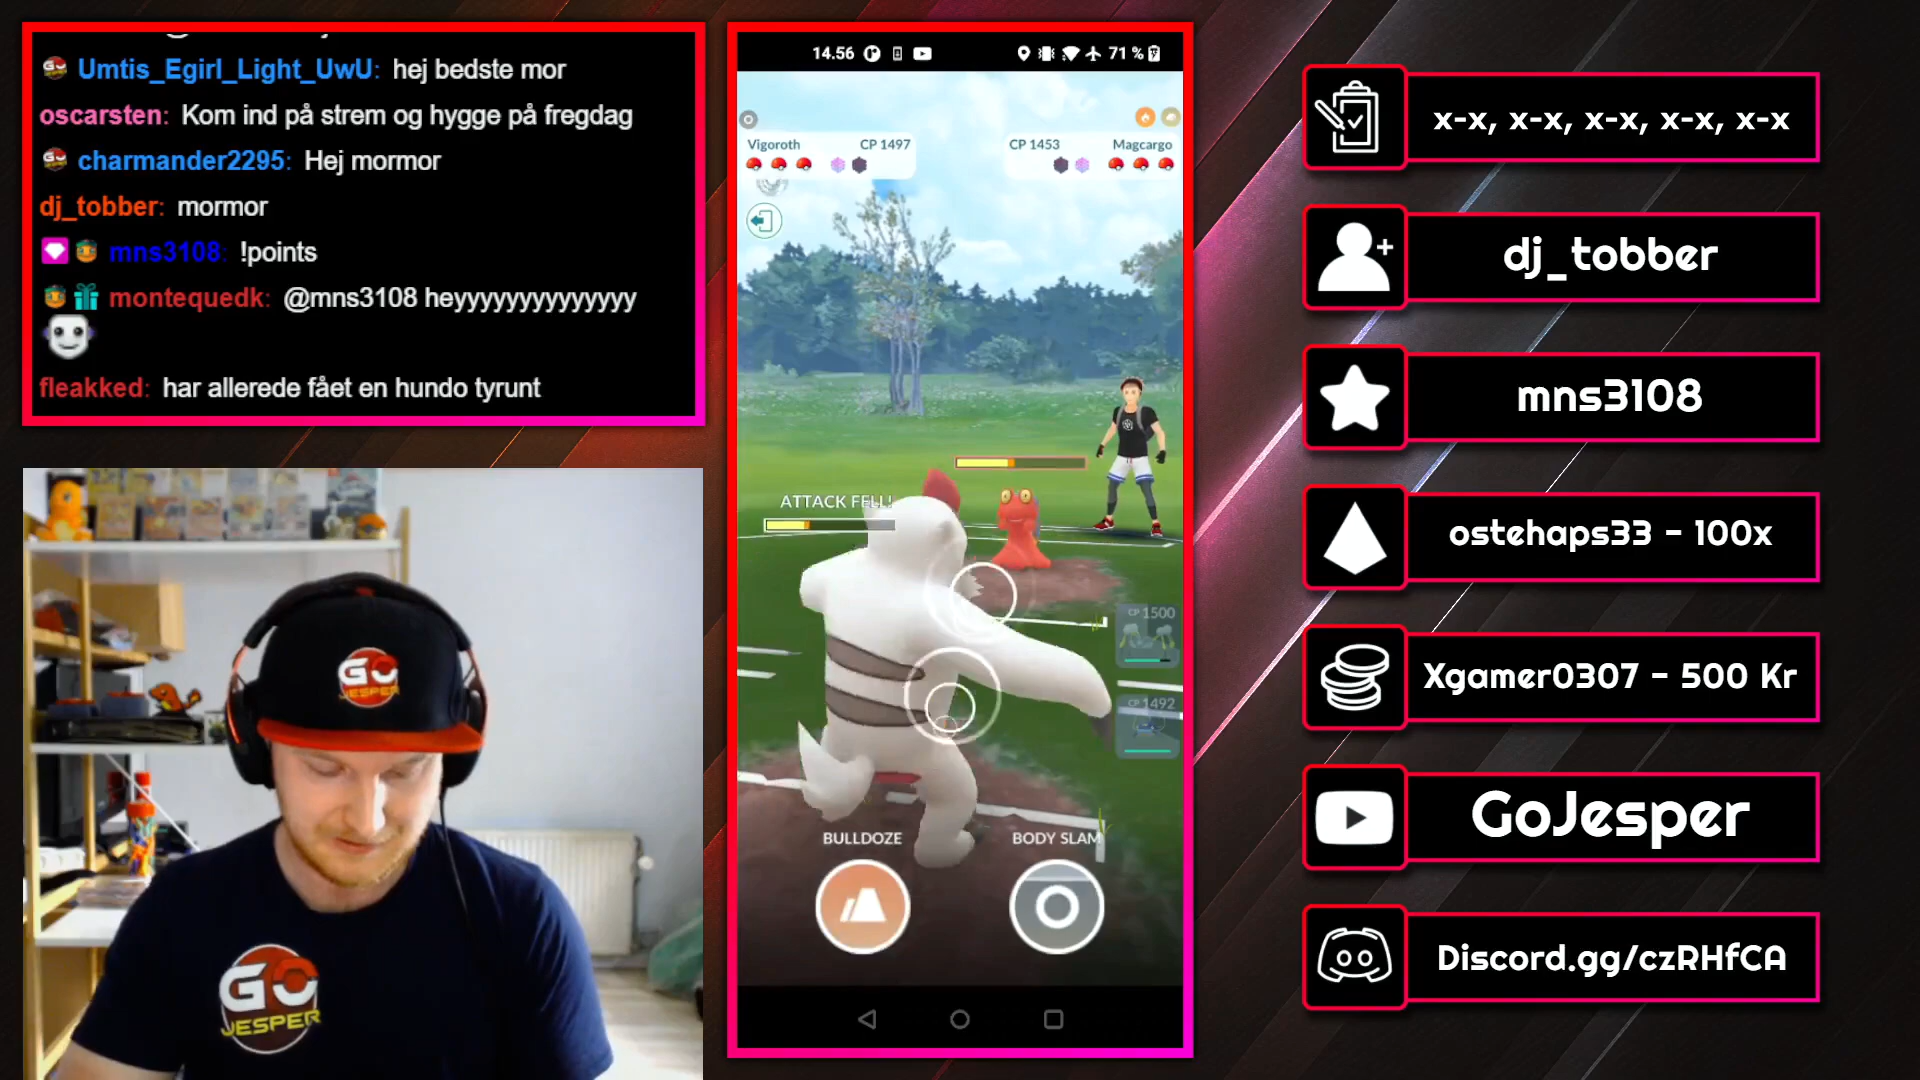 Umtis_Egirl_Light_UwU: hej bedste mor
oscarsten: Kom ind på strem og hygge på fregdag
charmander2295: Hej mormor
dj_tobber: mormor
mns3108: !points
montequedk: @mns3108 heyyyyyyyyyyyyyy
fleakked: har allerede fået en hundo tyrunt
GO
JESPER
GO
JESPER
14.56
71 %
Vigoroth CP 1497
CP 1453 Magcargo
ATTACK FELL!
CP 1500
CP 1492
BULLDOZE
BODY SLAM
x-x, x-x, x-x, x-x, x-x
dj_tobber
mns3108
ostehaps33 - 100x
Xgamer0307 - 500 Kr
GoJesper
Discord.gg/czRHfCA